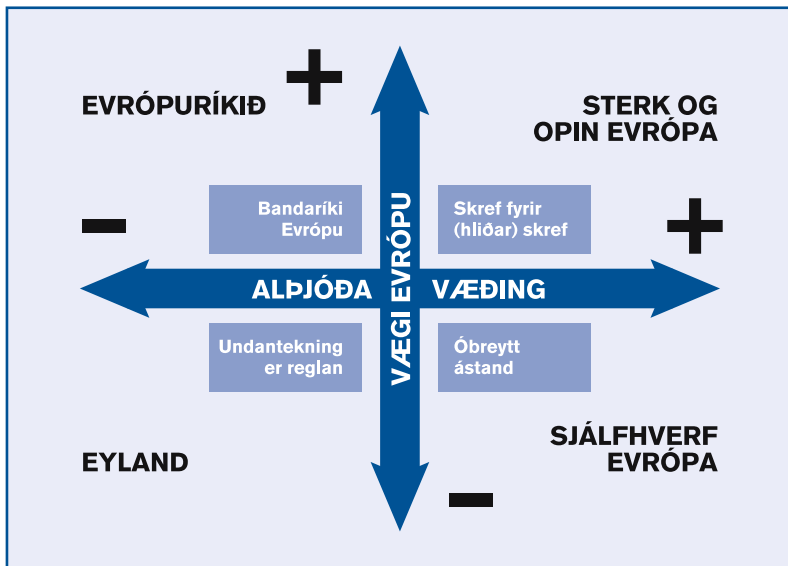 EVRÓPURÍKIÐ
+
STERK OG
OPIN EVRÓPA
–
Bandaríki
Evrópu
Skref fyrir
(hliðar) skref
+
ALÞJÓÐA VÆÐING
VÆGI EVRÓPU
Undantekning
er reglan
Óbreytt
ástand
EYLAND
SJÁLFHVERF
EVRÓPA
–